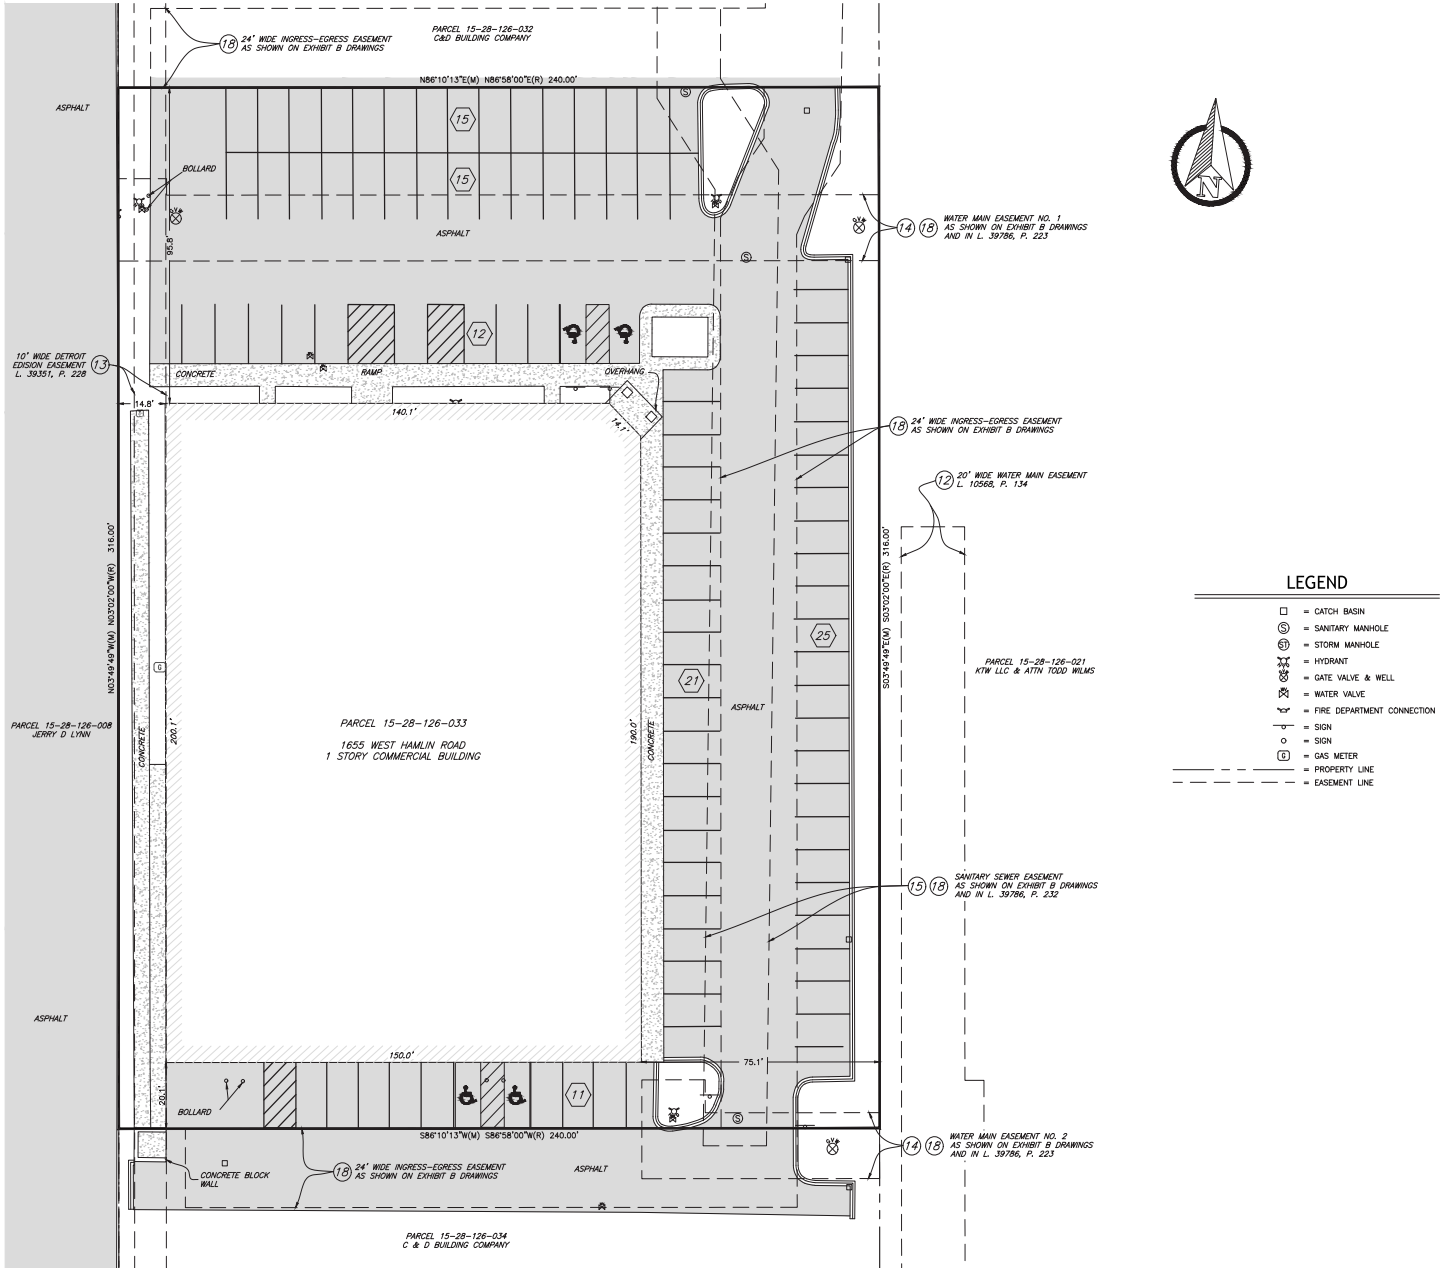 PARCEL 15-28-126-032
C&D BUILDING COMPANY
18
24' WIDE INGRESS-EGRESS EASEMENT
AS SHOWN ON EXHIBIT B DRAWINGS
N86°10'13"E(M) N86°58'00"E(R) 240.00'
ASPHALT
15
BOLLARD
15
N
G.V.
G.V.
14 18
WATER MAIN EASEMENT NO. 1
AS SHOWN ON EXHIBIT B DRAWINGS
AND IN L. 39786, P. 223
S
ASPHALT
95.8'
S
12
10' WIDE DETROIT
EDISION EASEMENT
L. 39351, P. 228
13
CONCRETE
RAMP
OVERHANG
14.8'
140.1'
14.1'
18
24' WIDE INGRESS-EGRESS EASEMENT
AS SHOWN ON EXHIBIT B DRAWINGS
12
20' WIDE WATER MAIN EASEMENT
L. 10568, P. 134
N03°49'49"W(M) N03°02'00"W(R) 316.00'
S03°49'49"E(M) S03°02'00"E(R) 316.00'
LEGEND
= CATCH BASIN
S = SANITARY MANHOLE
ST = STORM MANHOLE
= HYDRANT
= GATE VALVE & WELL
= WATER VALVE
= FIRE DEPARTMENT CONNECTION
= SIGN
= SIGN
G = GAS METER
= PROPERTY LINE
= EASEMENT LINE
25
G
21
PARCEL 15-28-126-021
KTW LLC & ATTN TODD WILMS
ASPHALT
PARCEL 15-28-126-008
JERRY D LYNN
CONCRETE
200.1'
PARCEL 15-28-126-033
1655 WEST HAMLIN ROAD
1 STORY COMMERCIAL BUILDING
190.0'
CONCRETE
15 18
SANITARY SEWER EASEMENT
AS SHOWN ON EXHIBIT B DRAWINGS
AND IN L. 39786, P. 232
ASPHALT
150.0'
75.1'
20.1'
BOLLARD
11
S
S86°10'13"W(M) S86°58'00"W(R) 240.00'
G.V.
14 18
WATER MAIN EASEMENT NO. 2
AS SHOWN ON EXHIBIT B DRAWINGS
AND IN L. 39786, P. 223
CONCRETE BLOCK
WALL
18
24' WIDE INGRESS-EGRESS EASEMENT
AS SHOWN ON EXHIBIT B DRAWINGS
ASPHALT
PARCEL 15-28-126-034
C & D BUILDING COMPANY